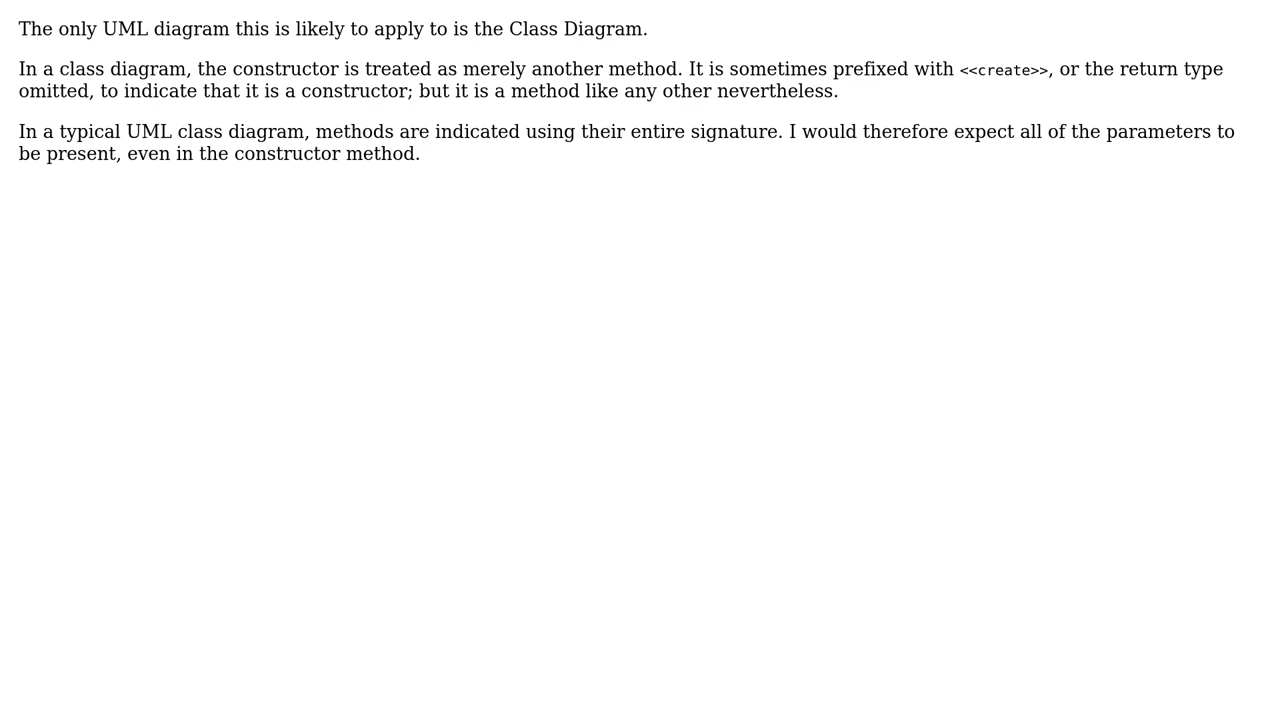 The only UML diagram this is likely to apply to is the Class Diagram.
In a class diagram, the constructor is treated as merely another method. It is sometimes prefixed with <<create>>, or the return type
omitted, to indicate that it is a constructor; but it is a method like any other nevertheless.
In a typical UML class diagram, methods are indicated using their entire signature. I would therefore expect all of the parameters to
be present, even in the constructor method.